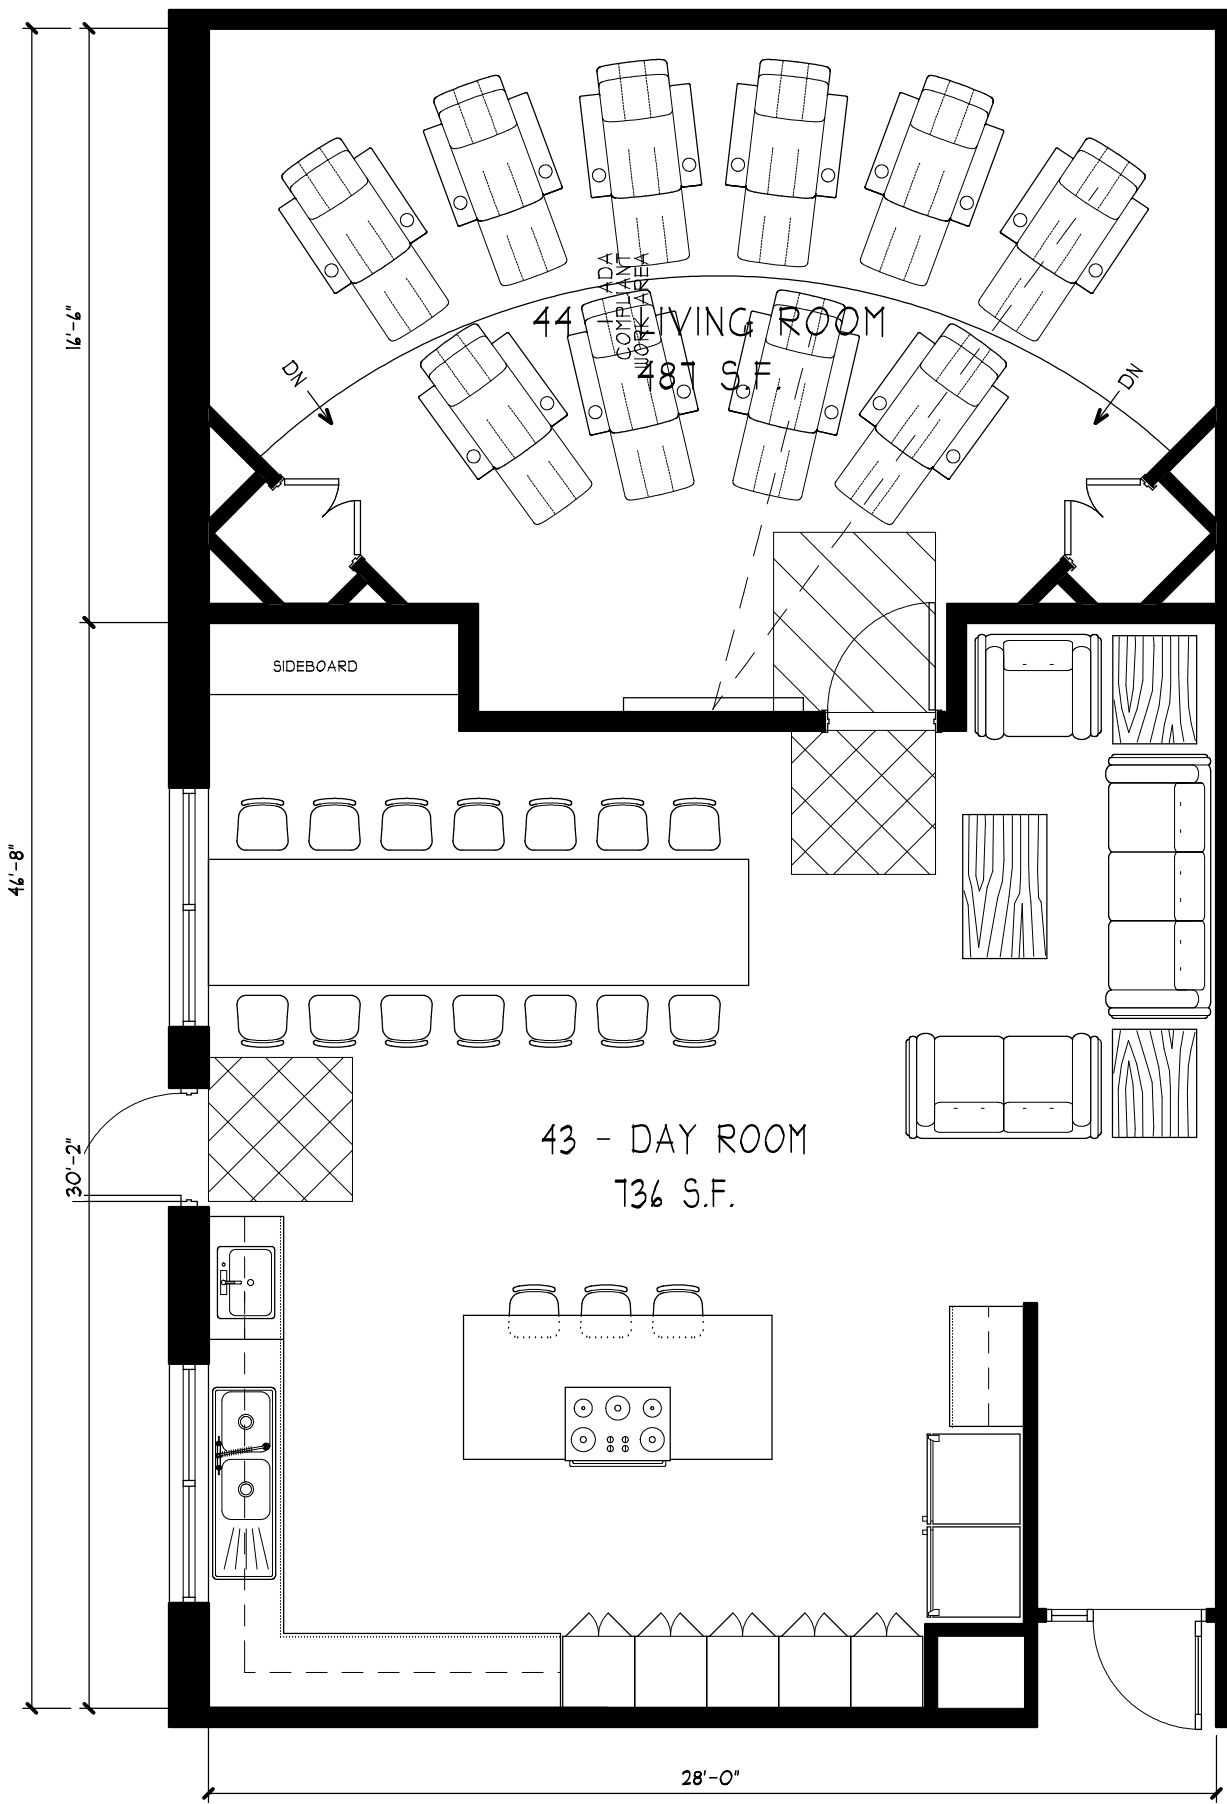 ADA
COMPLIANT
WORK AREA
44 - LIVING ROOM
487 S.F.
16'-6"
DN
DN
SIDEBOARD
46'-8"
43 - DAY ROOM
736 S.F.
30'-2"
28'-0"